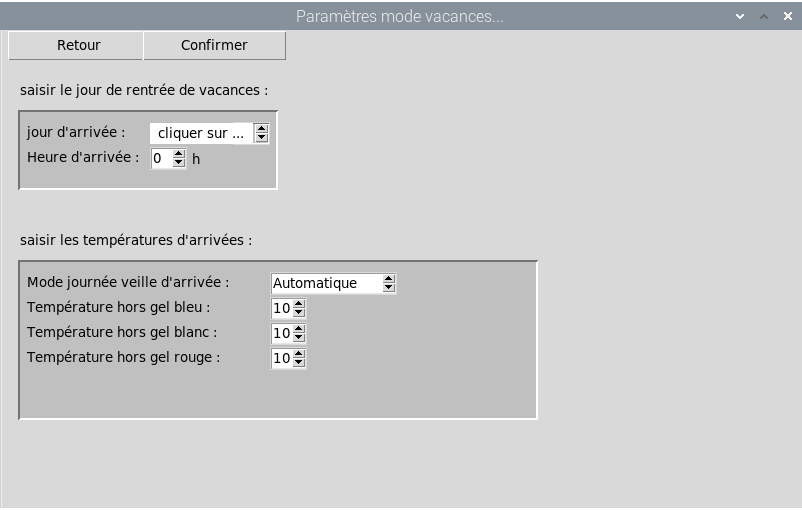 Paramètres mode vacances...
Retour Confirmer
saisir le jour de rentrée de vacances :
jour d'arrivée : cliquer sur ...
Heure d'arrivée : 0 h
saisir les températures d'arrivées :
Mode journée veille d'arrivée : Automatique
Température hors gel bleu : 10
Température hors gel blanc : 10
Température hors gel rouge : 10